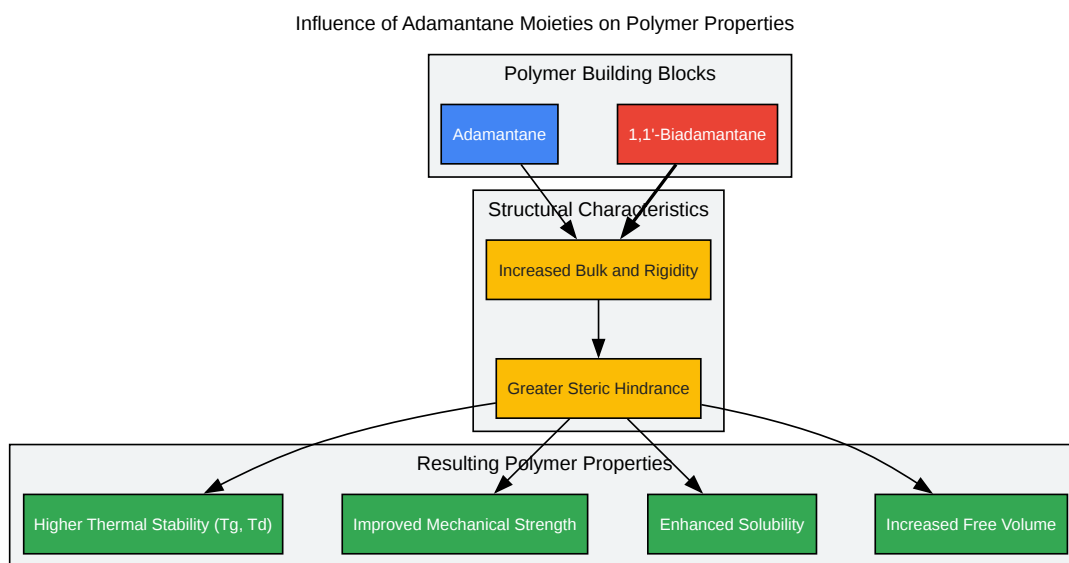 Influence of Adamantane Moieties on Polymer Properties
Polymer Building Blocks
Adamantane
1,1'-Biadamantane
Structural Characteristics
Increased Bulk and Rigidity
Greater Steric Hindrance
Resulting Polymer Properties
Higher Thermal Stability (Tg, Td)
Improved Mechanical Strength
Enhanced Solubility
Increased Free Volume